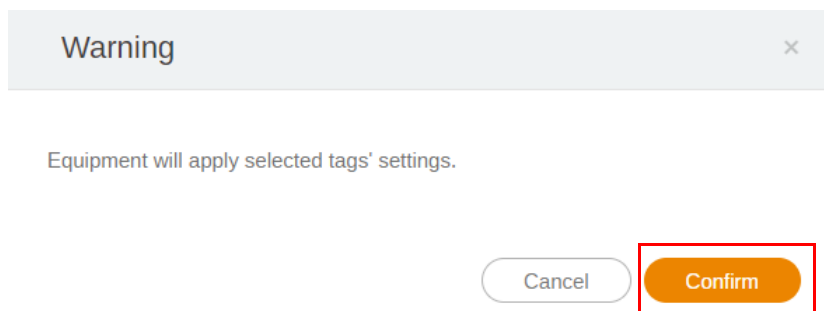 Warning
×
Equipment will apply selected tags' settings.
Cancel
Confirm